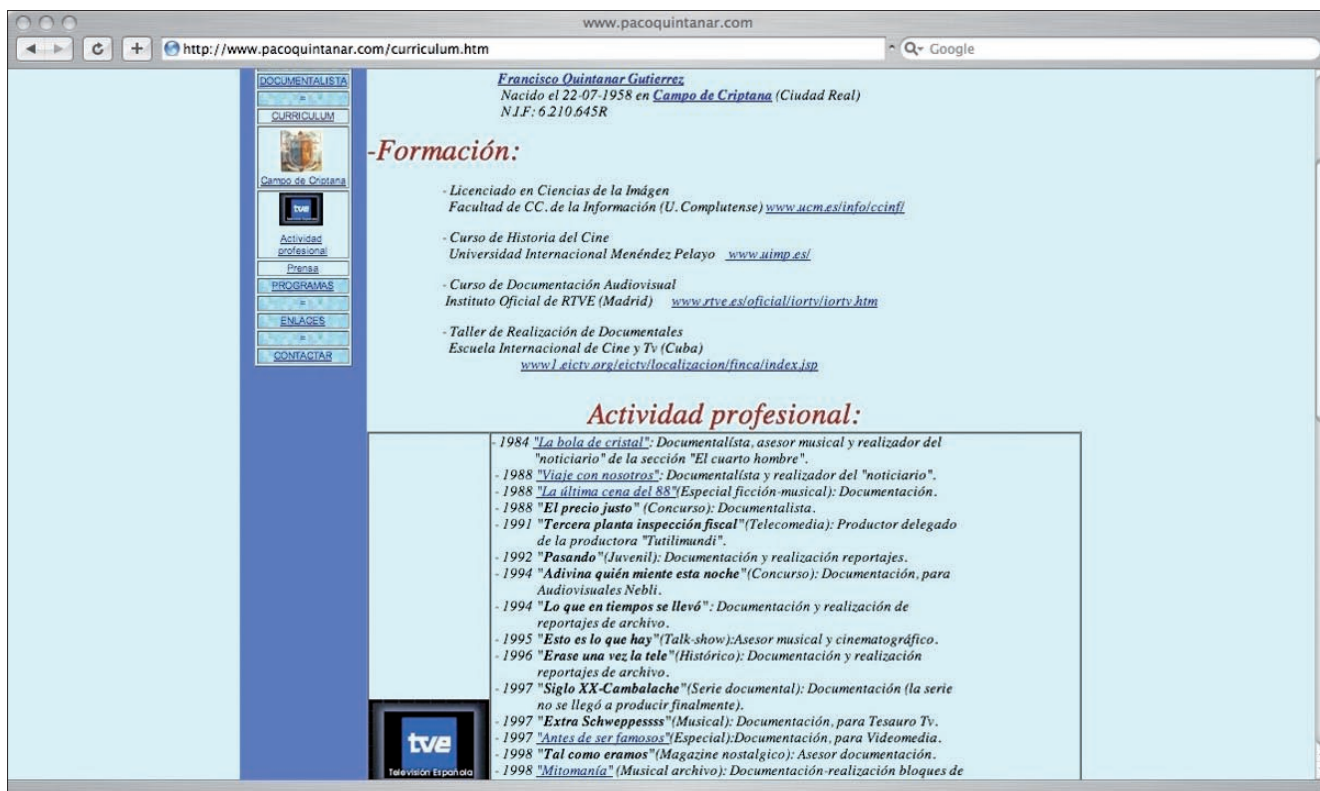 www.pacoquintanar.com
http://www.pacoquintanar.com/curriculum.htm
Google
DOCUMENTALISTA
CURRICULUM
Campo de Criptana
tve
Actividad
profesional
Prensa
PROGRAMAS
ENLACES
CONTACTAR
Francisco Quintanar Gutierrez
Nacido el 22-07-1958 en Campo de Criptana (Ciudad Real)
N.I.F: 6.210.645R
-Formación:
- Licenciado en Ciencias de la Imágen
Facultad de CC. de la Información (U. Complutense) www.ucm.es/info/ccinf/
- Curso de Historia del Cine
Universidad Internacional Menéndez Pelayo www.uimp.es/
- Curso de Documentación Audiovisual
Instituto Oficial de RTVE (Madrid) www.rtve.es/oficial/iortv/iortv.htm
- Taller de Realización de Documentales
Escuela Internacional de Cine y Tv (Cuba)
www1.eictv.org/eictv/localizacion/finca/index.jsp
Actividad profesional:
- 1984 "La bola de cristal": Documentalísta, asesor musical y realizador del
"noticiario" de la sección "El cuarto hombre".
- 1988 "Viaje con nosotros": Documentalísta y realizador del "noticiario".
- 1988 "La última cena del 88"(Especial ficción-musical): Documentación.
- 1988 "El precio justo" (Concurso): Documentalista.
- 1991 "Tercera planta inspección fiscal"(Telecomedia): Productor delegado
de la productora "Tutilimundi".
- 1992 "Pasando"(Juvenil): Documentación y realización reportajes.
- 1994 "Adivina quién miente esta noche"(Concurso): Documentación, para
Audiovisuales Nebli.
- 1994 "Lo que en tiempos se llevó": Documentación y realización de
reportajes de archivo.
- 1995 "Esto es lo que hay"(Talk-show):Asesor musical y cinematográfico.
- 1996 "Erase una vez la tele"(Histórico): Documentación y realización
reportajes de archivo.
- 1997 "Siglo XX-Cambalache"(Serie documental): Documentación (la serie
no se llegó a producir finalmente).
- 1997 "Extra Schweppessss"(Musical): Documentación, para Tesauro Tv.
- 1997 "Antes de ser famosos"(Especial):Documentación, para Videomedia.
- 1998 "Tal como eramos"(Magazine nostalgico): Asesor documentación.
- 1998 "Mitomanía" (Musical archivo): Documentación-realización bloques de
tve
Televisión Española